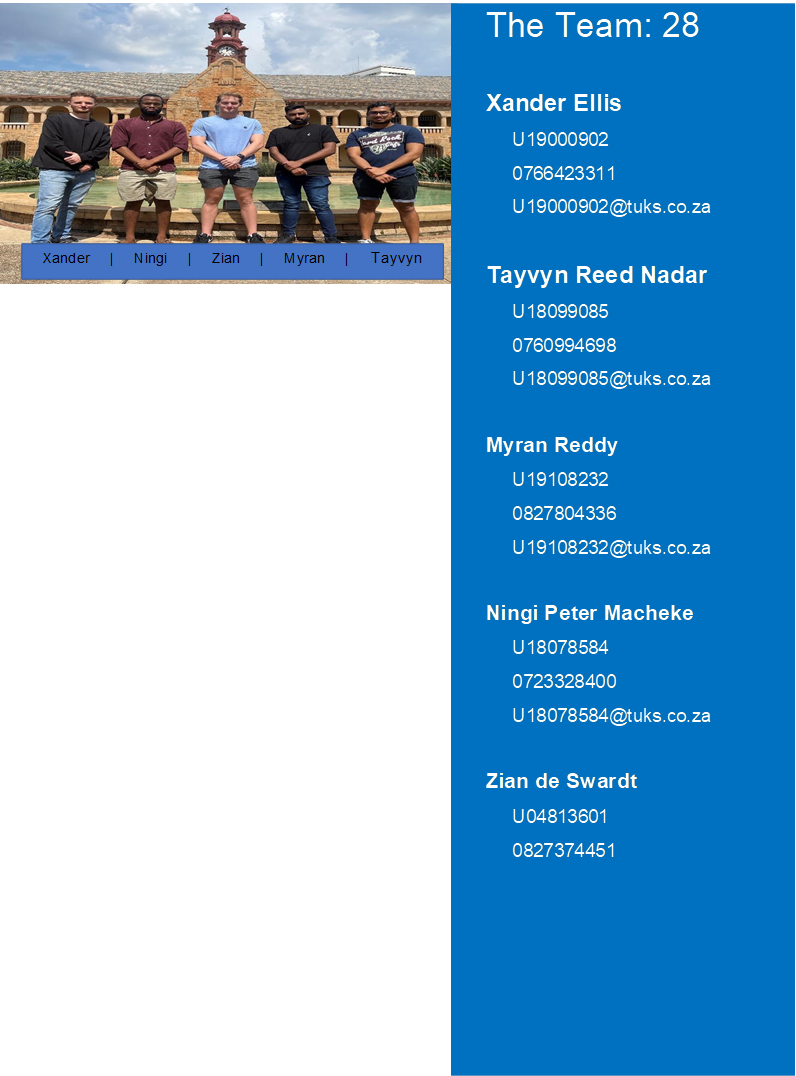 The Team: 28
Xander Ellis
U19000902
0766423311
U19000902@tuks.co.za
Tayvyn Reed Nadar
U18099085
0760994698
U18099085@tuks.co.za
Myran Reddy
U19108232
0827804336
U19108232@tuks.co.za
Ningi Peter Macheke
U18078584
0723328400
U18078584@tuks.co.za
Zian de Swardt
U04813601
0827374451
Xander | Ningi | Zian | Myran | Tayvyn